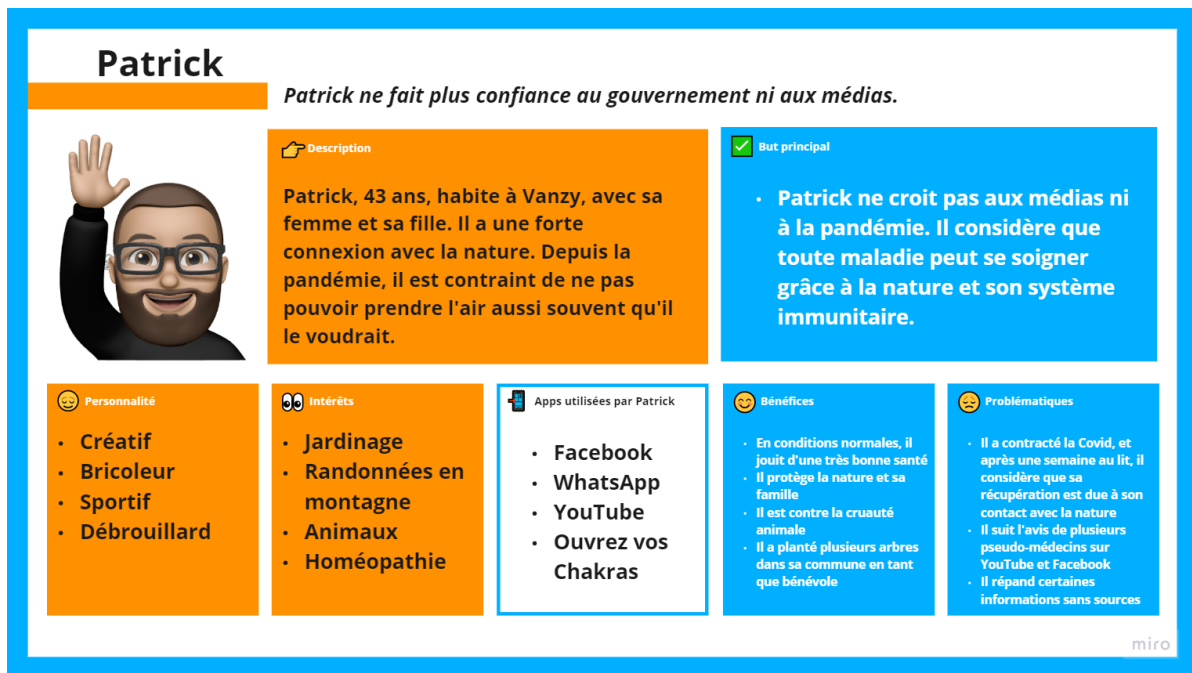 Patrick
Patrick ne fait plus confiance au gouvernement ni aux médias.
Description
Patrick, 43 ans, habite à Vanzy, avec sa
femme et sa fille. Il a une forte
connexion avec la nature. Depuis la
pandémie, il est contraint de ne pas
pouvoir prendre l'air aussi souvent qu'il
le voudrait.
But principal
• Patrick ne croit pas aux médias ni
à la pandémie. Il considère que
toute maladie peut se soigner
grâce à la nature et son système
immunitaire.
Personnalité
• Créatif
• Bricoleur
• Sportif
• Débrouillard
Intérêts
• Jardinage
• Randonnées en
montagne
• Animaux
• Homéopathie
Apps utilisées par Patrick
• Facebook
• WhatsApp
• YouTube
• Ouvrez vos
Chakras
Bénéfices
• En conditions normales, il
jouit d'une très bonne santé
• Il protège la nature et sa
famille
• Il est contre la cruauté
animale
• Il a planté plusieurs arbres
dans sa commune en tant
que bénévole
Problématiques
• Il a contracté la Covid, et
après une semaine au lit, il
considère que sa
récupération est due à son
contact avec la nature
• Il suit l'avis de plusieurs
pseudo-médecins sur
YouTube et Facebook
• Il répand certaines
informations sans sources
miro